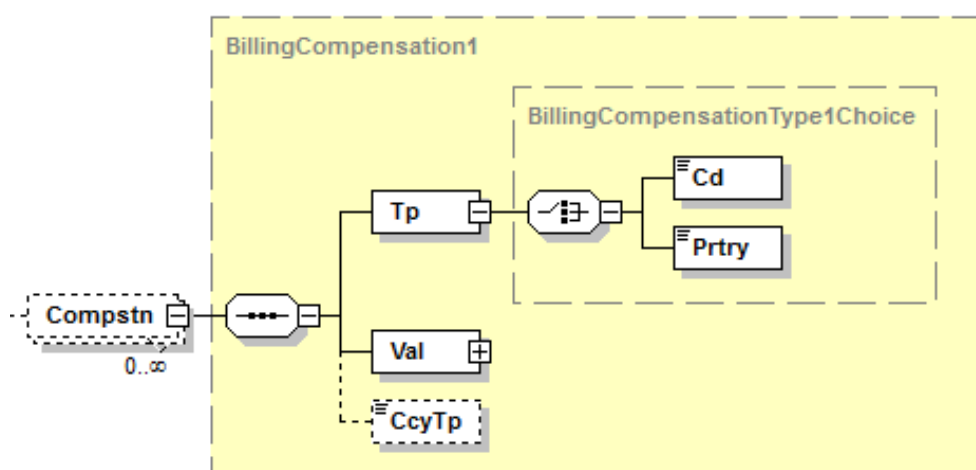 BillingCompensation1
BillingCompensationType1Choice
Cd
Tp
Prtry
Compstn
0..∞
Val
CcyTp